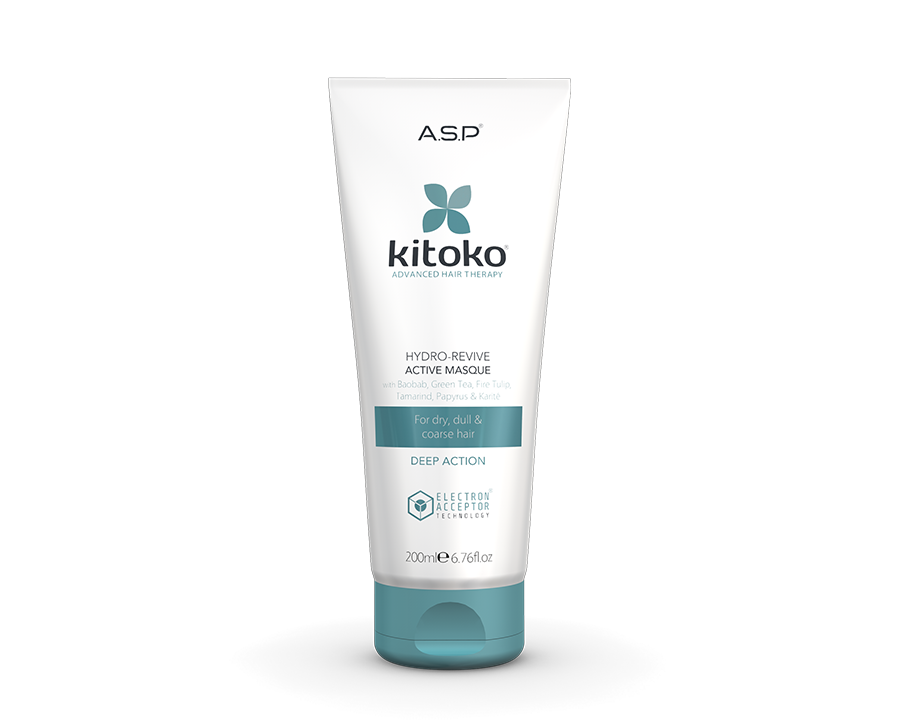 A.S.P®
kitoko®
ADVANCED HAIR THERAPY
HYDRO-REVIVE
ACTIVE MASQUE
with Baobab, Green Tea, Fire Tulip,
Tamarind, Papyrus & Karité
For dry, dull &
coarse hair
DEEP ACTION
ELECTRON®
ACCEPTOR
TECHNOLOGY
200ml℮6.76fl.oz